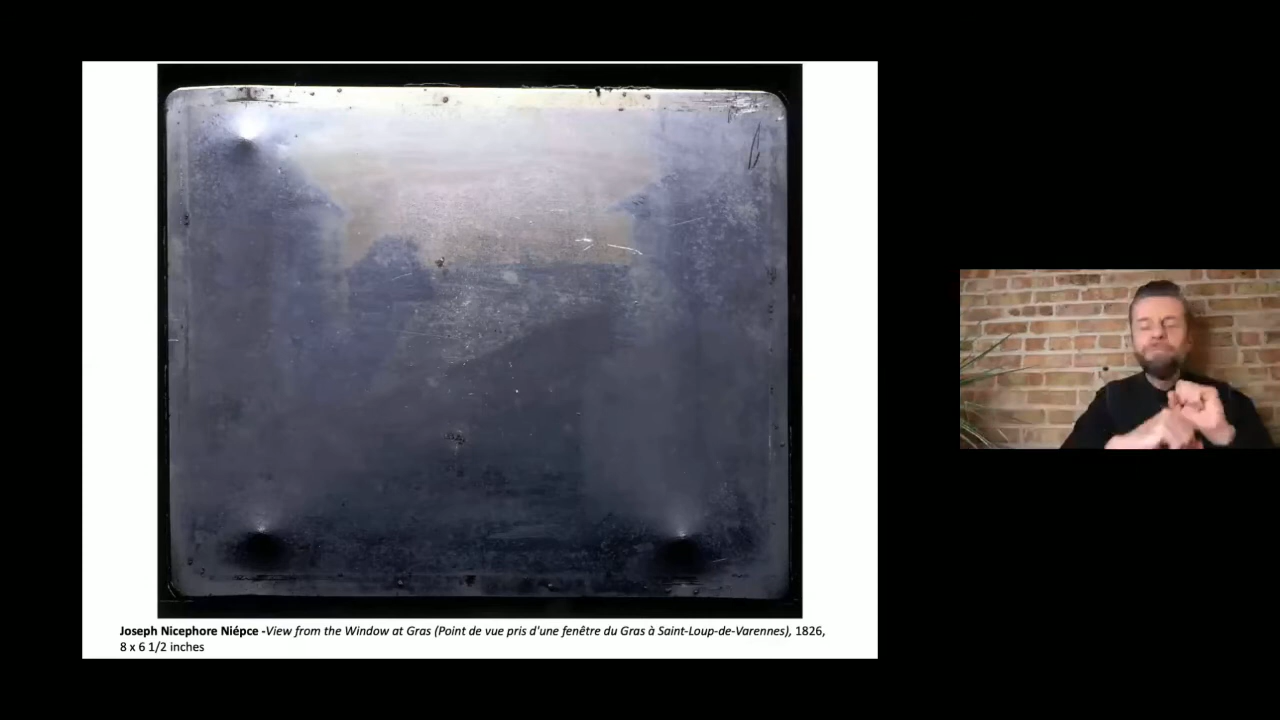 Joseph Nicephore Niépce -View from the Window at Gras (Point de vue pris d'une fenêtre du Gras à Saint-Loup-de-Varennes), 1826,
8 x 6 1/2 inches